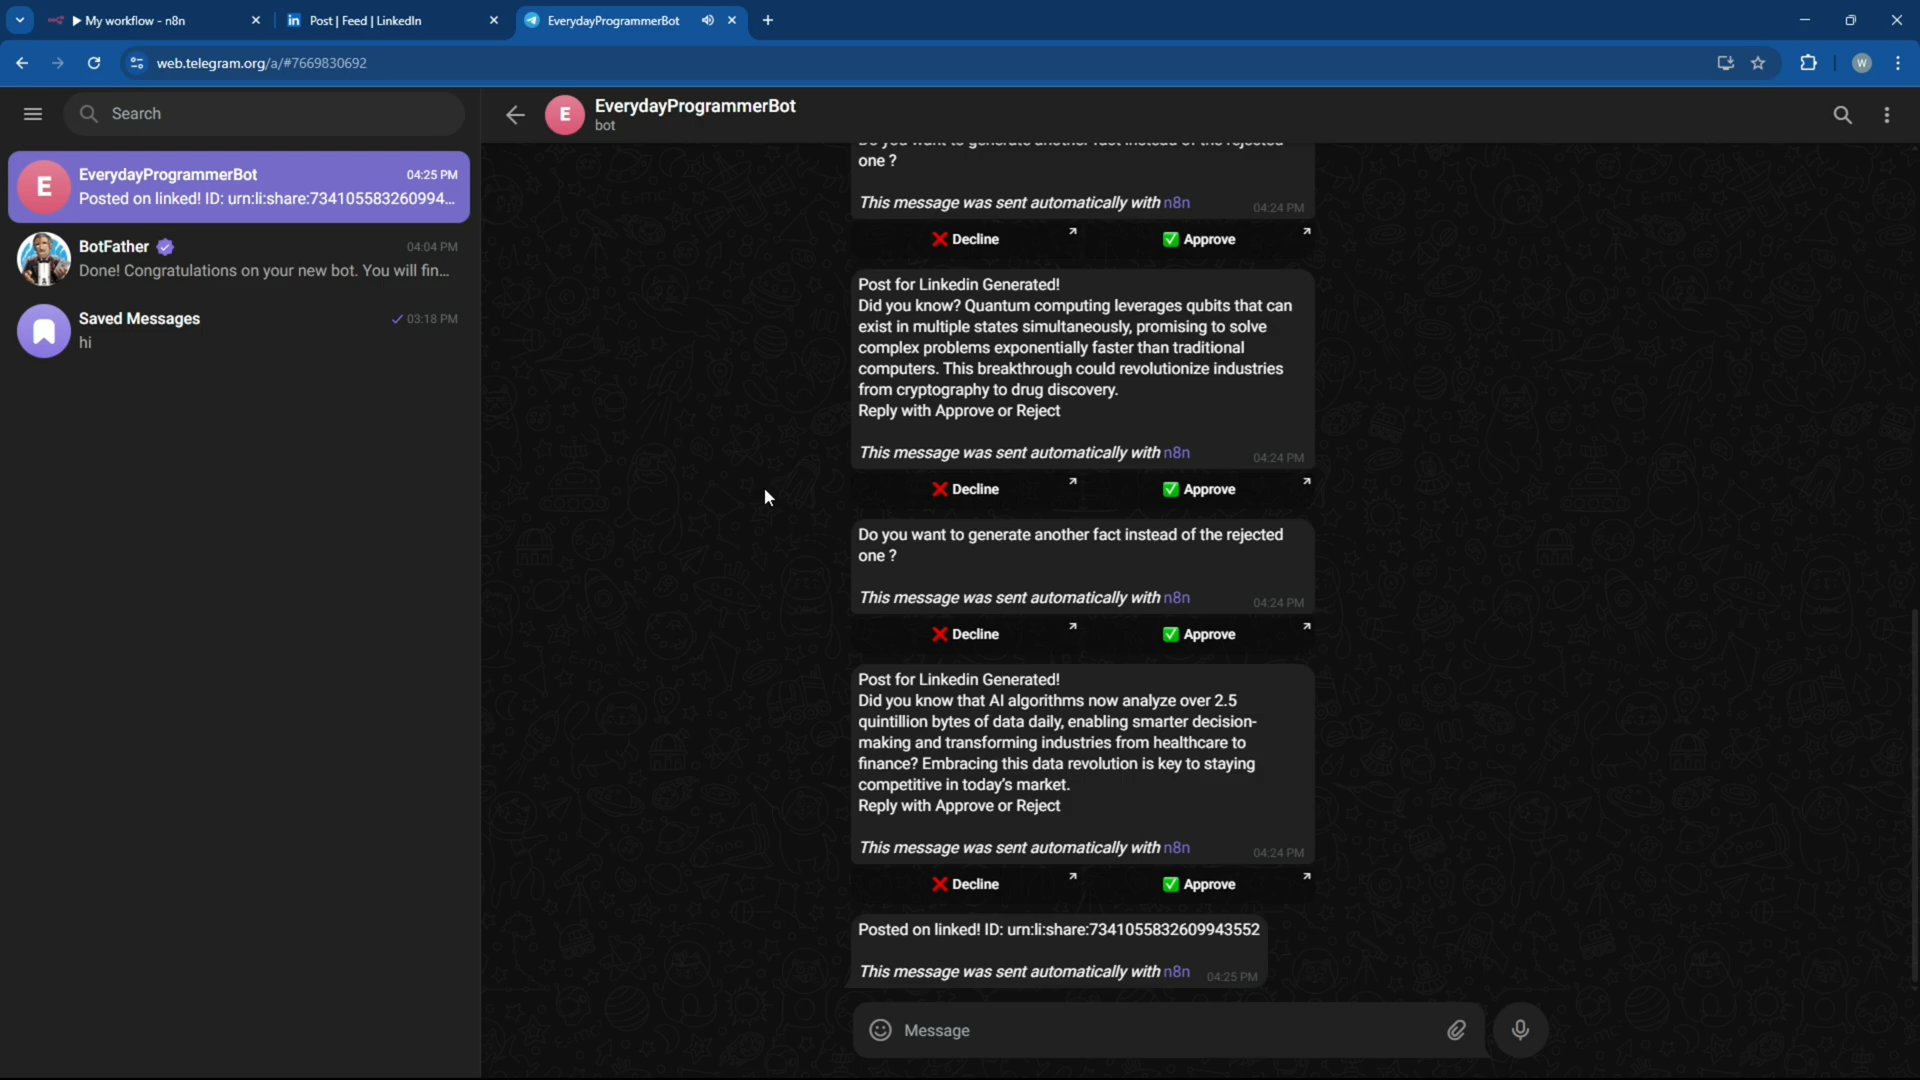 My workflow - n8n
Post | Feed | LinkedIn
EverydayProgrammerBot
web.telegram.org/a/#7669830692
W
Search
E
EverydayProgrammerBot
bot
E
EverydayProgrammerBot
04:25 PM
Posted on linked! ID: urn:li:share:734105583260994...
BotFather
04:04 PM
Done! Congratulations on your new bot. You will fin...
Saved Messages
03:18 PM
hi
Do you want to generate another fact instead of the rejected
one ?
This message was sent automatically with n8n
04:24 PM
Decline
Approve
Post for Linkedin Generated!
Did you know? Quantum computing leverages qubits that can
exist in multiple states simultaneously, promising to solve
complex problems exponentially faster than traditional
computers. This breakthrough could revolutionize industries
from cryptography to drug discovery.
Reply with Approve or Reject
This message was sent automatically with n8n
04:24 PM
Decline
Approve
Do you want to generate another fact instead of the rejected
one ?
This message was sent automatically with n8n
04:24 PM
Decline
Approve
Post for Linkedin Generated!
Did you know that AI algorithms now analyze over 2.5
quintillion bytes of data daily, enabling smarter decision-
making and transforming industries from healthcare to
finance? Embracing this data revolution is key to staying
competitive in today's market.
Reply with Approve or Reject
This message was sent automatically with n8n
04:24 PM
Decline
Approve
Posted on linked! ID: urn:li:share:7341055832609943552
This message was sent automatically with n8n
04:25 PM
Message